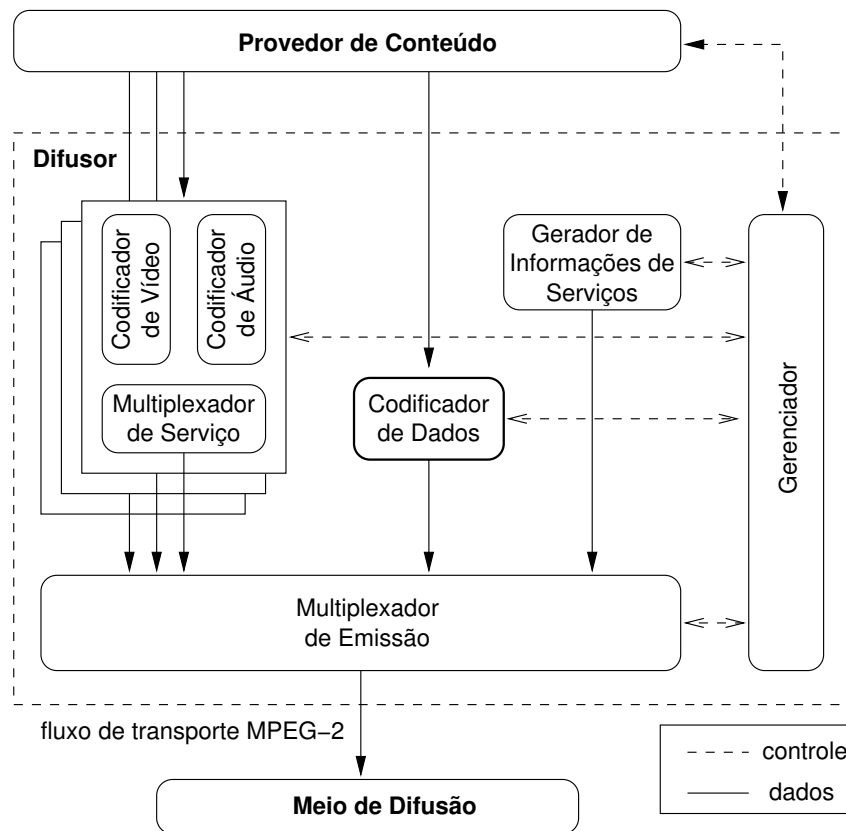 Provedor de Conteúdo
Difusor
Codificador
de Vídeo
Codificador
de Áudio
Multiplexador
de Serviço
Codificador
de Dados
Gerador de
Informações de
Serviços
Gerenciador
Multiplexador
de Emissão
fluxo de transporte MPEG−2
Meio de Difusão
controle
dados